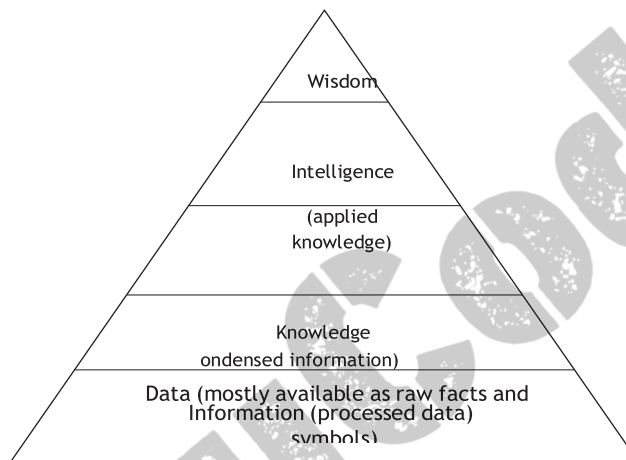 Wisdom
Intelligence
(applied
knowledge)
Knowledge
ondensed information)
Data (mostly available as raw facts and
Information (processed data)
symbols)